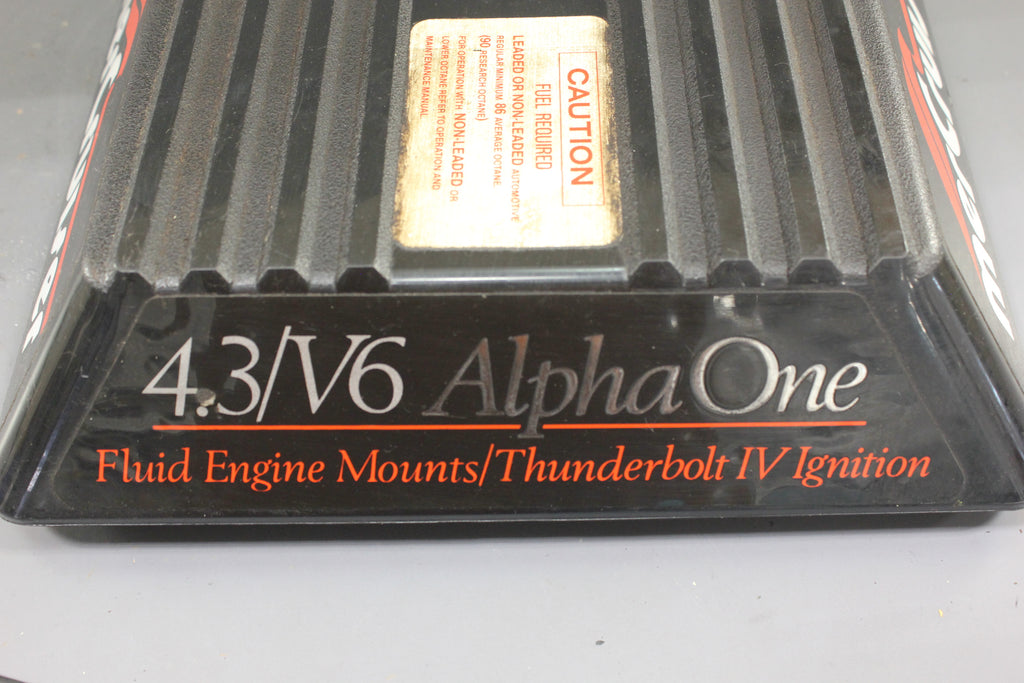 CAUTION
FUEL REQUIRED
LEADED OR NON-LEADED AUTOMOTIVE
REGULAR MINIMUM 86 AVERAGE OCTANE
(90 RESEARCH OCTANE)
FOR OPERATION WITH NON-LEADED OR
LOWER OCTANE REFER TO OPERATION AND
MAINTENANCE MANUAL
4.3/V6 Alpha One
Fluid Engine Mounts/Thunderbolt IV Ignition